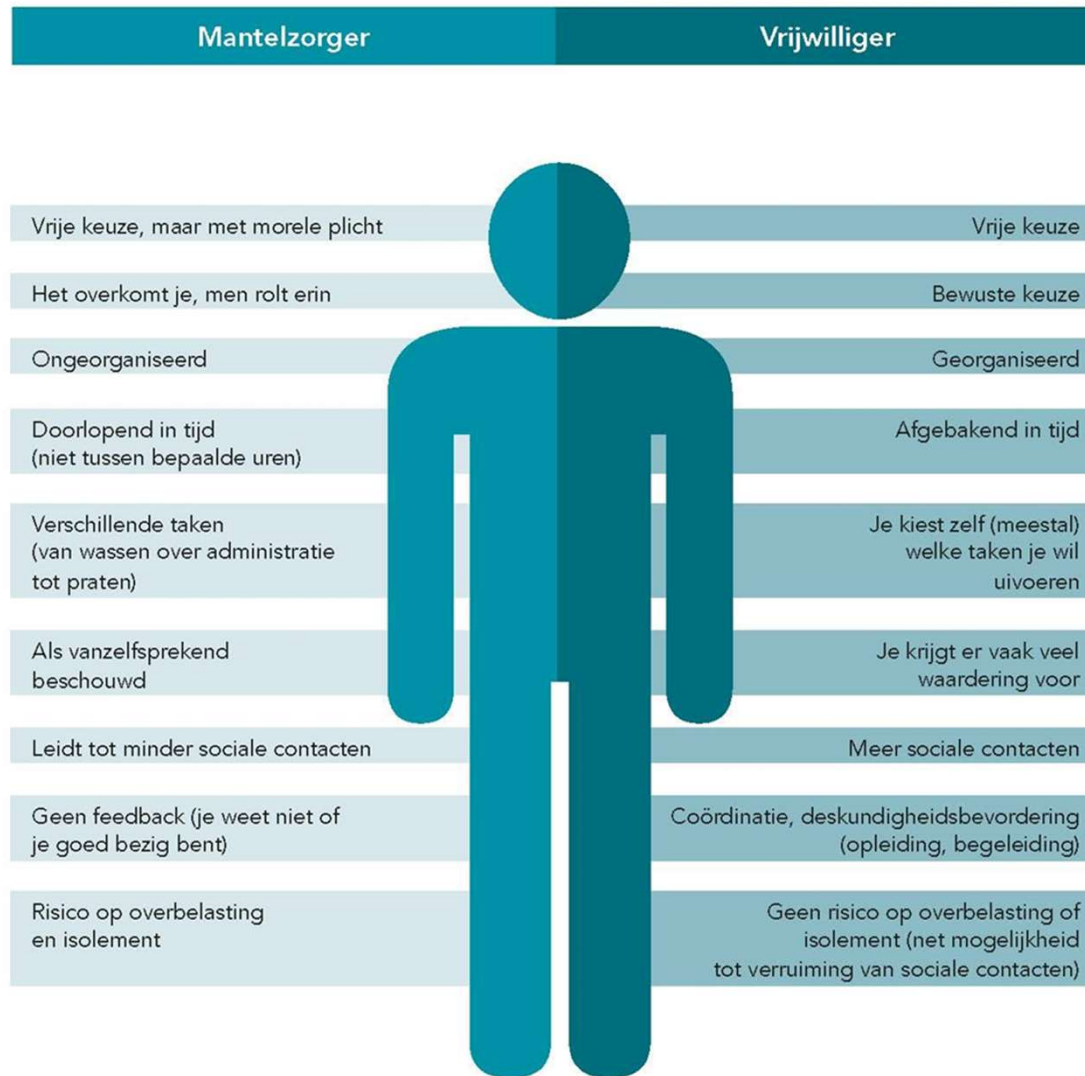 Mantelzorger
Vrijwilliger
Vrije keuze, maar met morele plicht
Vrije keuze
Het overkomt je, men rolt erin
Bewuste keuze
Ongeorganiseerd
Georganiseerd
Doorlopend in tijd
(niet tussen bepaalde uren)
Afgebakend in tijd
Verschillende taken
(van wassen over administratie
tot praten)
Je kiest zelf (meestal)
welke taken je wil
uivoeren
Als vanzelfsprekend
beschouwd
Je krijgt er vaak veel
waardering voor
Leidt tot minder sociale contacten
Meer sociale contacten
Geen feedback (je weet niet of
je goed bezig bent)
Coördinatie, deskundigheidsbevordering
(opleiding, begeleiding)
Risico op overbelasting
en isolement
Geen risico op overbelasting of
isolement (net mogelijkheid
tot verruiming van sociale contacten)